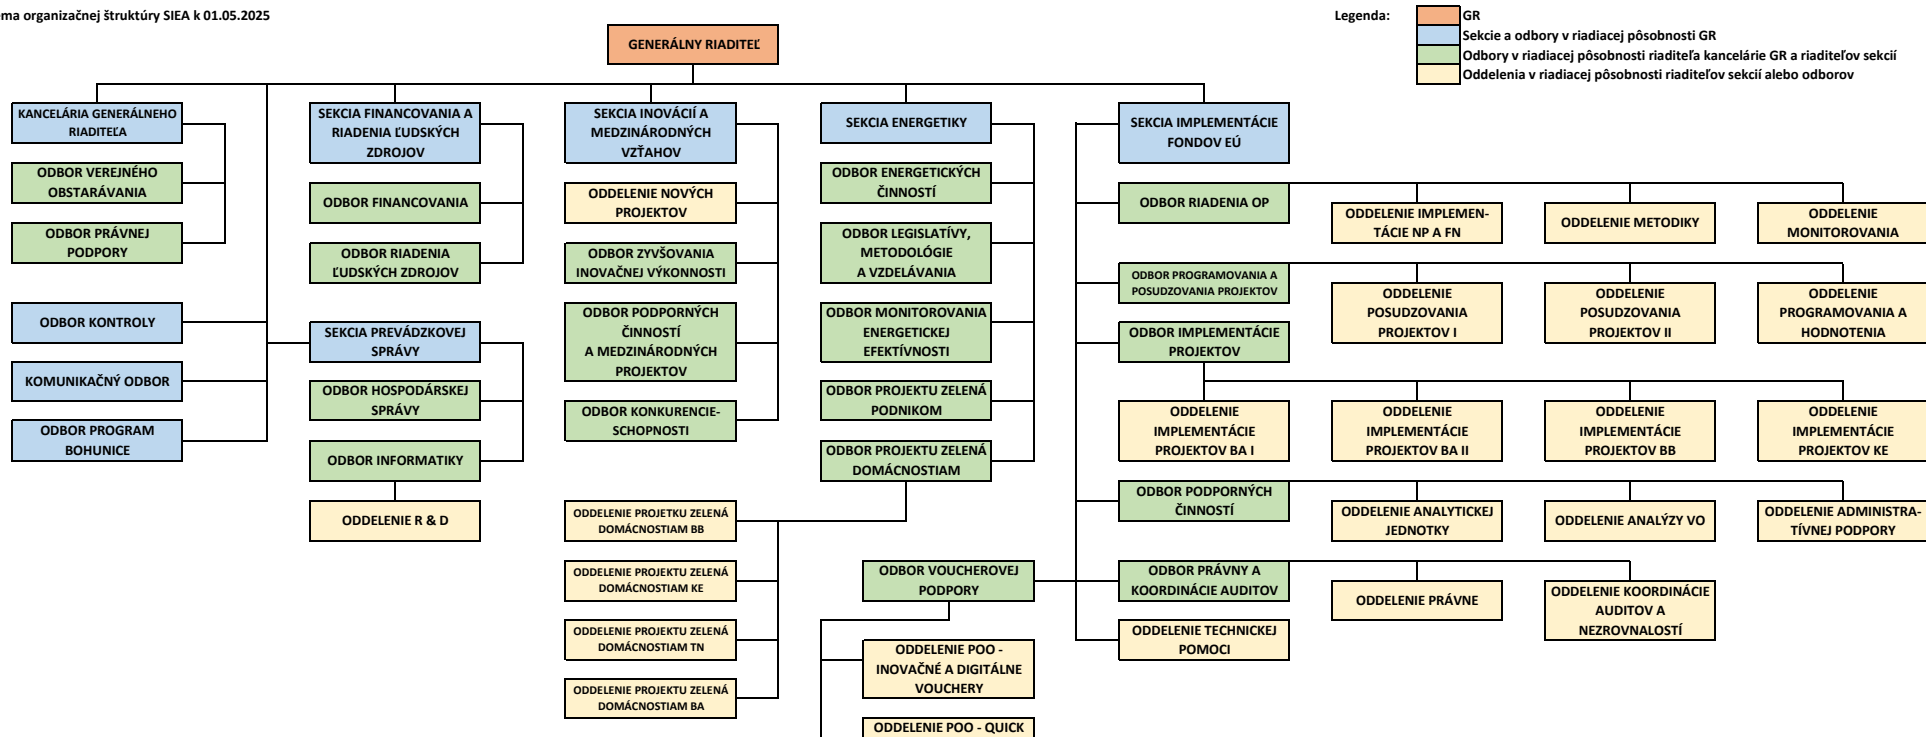 ma organizačnej štruktúry SIEA k 01.05.2025
Legenda:
GR
Sekcie a odbory v riadiacej pôsobnosti GR
Odbory v riadiacej pôsobnosti riaditeľa kancelárie GR a riaditeľov sekcií
Oddelenia v riadiacej pôsobnosti riaditeľov sekcií alebo odborov
GENERÁLNY RIADITEĽ
KANCELÁRIA GENERÁLNEHO
RIADITEĽA
ODBOR VEREJNÉHO
OBSTARÁVANIA
ODBOR PRÁVNEJ
PODPORY
ODBOR KONTROLY
KOMUNIKAČNÝ ODBOR
ODBOR PROGRAM
BOHUNICE
SEKCIA FINANCOVANIA A
RIADENIA ĽUDSKÝCH
ZDROJOV
ODBOR FINANCOVANIA
ODBOR RIADENIA
ĽUDSKÝCH ZDROJOV
SEKCIA PREVÁDZKOVEJ
SPRÁVY
ODBOR HOSPODÁRSKEJ
SPRÁVY
ODBOR INFORMATIKY
ODDELENIE R & D
SEKCIA INOVÁCIÍ A
MEDZINÁRODNÝCH
VZŤAHOV
ODDELENIE NOVÝCH
PROJEKTOV
ODBOR ZYVŠOVANIA
INOVAČNEJ VÝKONNOSTI
ODBOR PODPORNÝCH
ČINNOSTÍ
A MEDZINÁRODNÝCH
PROJEKTOV
ODBOR KONKURENCIE-
SCHOPNOSTI
SEKCIA ENERGETIKY
ODBOR ENERGETICKÝCH
ČINNOSTÍ
ODBOR LEGISLATÍVY,
METODOLÓGIE
A VZDELÁVANIA
ODBOR MONITOROVANIA
ENERGETICKEJ
EFEKTÍVNOSTI
ODBOR PROJEKTU ZELENÁ
PODNIKOM
ODBOR PROJEKTU ZELENÁ
DOMÁCNOSTIAM
ODDELENIE PROJETKU ZELENÁ
DOMÁCNOSTIAM BB
ODDELENIE PROJEKTU ZELENÁ
DOMÁCNOSTIAM KE
ODDELENIE PROJEKTU ZELENÁ
DOMÁCNOSTIAM TN
ODDELENIE PROJEKTU ZELENÁ
DOMÁCNOSTIAM BA
SEKCIA IMPLEMENTÁCIE
FONDOV EÚ
ODBOR RIADENIA OP
ODDELENIE IMPLEMEN-
TÁCIE NP A FN
ODDELENIE METODIKY
ODDELENIE
MONITOROVANIA
ODBOR PROGRAMOVANIA A
POSUDZOVANIA PROJEKTOV
ODDELENIE
POSUDZOVANIA
PROJEKTOV I
ODDELENIE
POSUDZOVANIA
PROJEKTOV II
ODDELENIE
PROGRAMOVANIA A
HODNOTENIA
ODBOR IMPLEMENTÁCIE
PROJEKTOV
ODDELENIE
IMPLEMENTÁCIE
PROJEKTOV BA I
ODDELENIE
IMPLEMENTÁCIE
PROJEKTOV BA II
ODDELENIE
IMPLEMENTÁCIE
PROJEKTOV BB
ODDELENIE
IMPLEMENTÁCIE
PROJEKTOV KE
ODBOR PODPORNÝCH
ČINNOSTÍ
ODDELENIE ANALYTICKEJ
JEDNOTKY
ODDELENIE ANALÝZY VO
ODDELENIE ADMINISTRA-
TÍVNEJ PODPORY
ODBOR PRÁVNY A
KOORDINÁCIE AUDITOV
ODDELENIE PRÁVNE
ODDELENIE KOORDINÁCIE
AUDITOV A
NEZROVNALOSTÍ
ODDELENIE TECHNICKEJ
POMOCI
ODBOR VOUCHEROVEJ
PODPORY
ODDELENIE POO -
INOVAČNÉ A DIGITÁLNE
VOUCHERY
ODDELENIE POO - QUICK